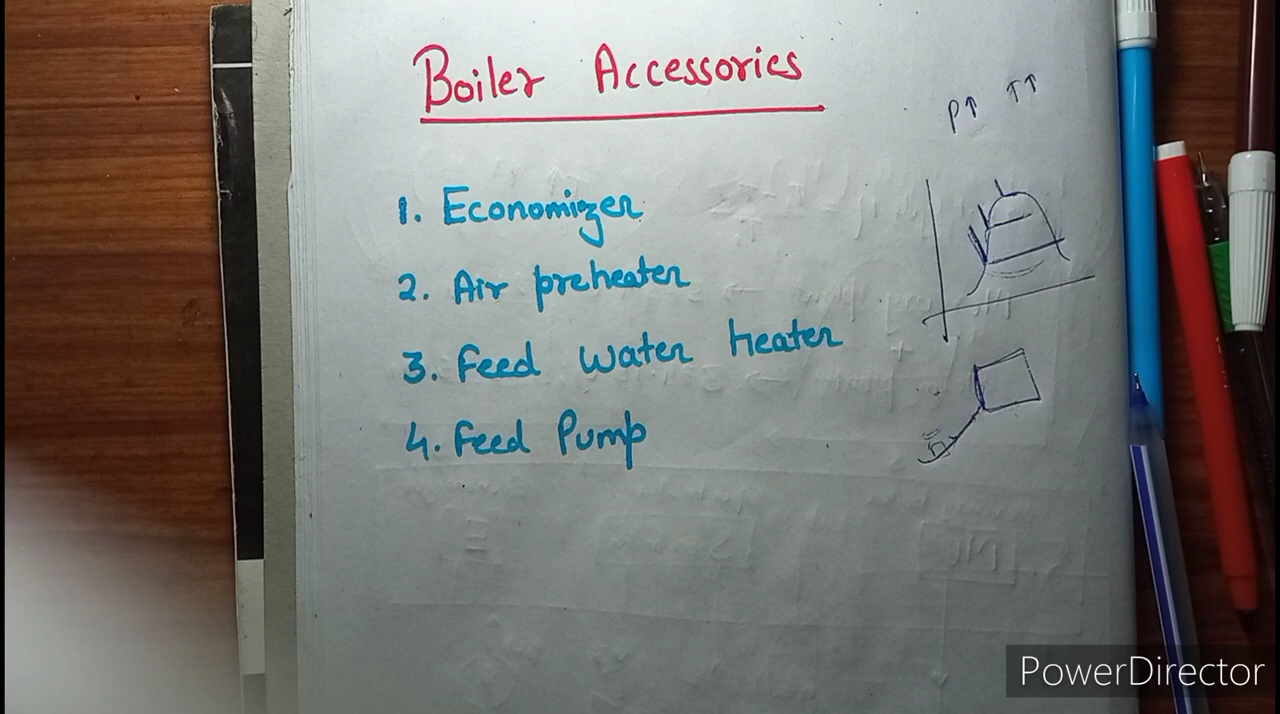 Boiler Accessories
P↑ T↑
1. Economizer
2. Air preheater
3. Feed water heater
4. Feed Pump
PowerDirector